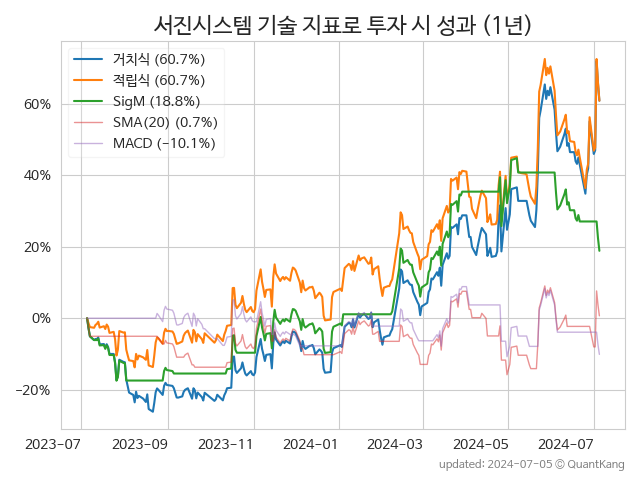 서진시스템 기술 지표로 투자 시 성과 (1년)
거치식 (60.7%)
적립식 (60.7%)
SigM (18.8%)
SMA(20) (0.7%)
MACD (−10.1%)
60%
40%
20%
0%
−20%
2023-07 2023-09 2023-11 2024-01 2024-03 2024-05 2024-07
updated: 2024-07-05 © QuantKang